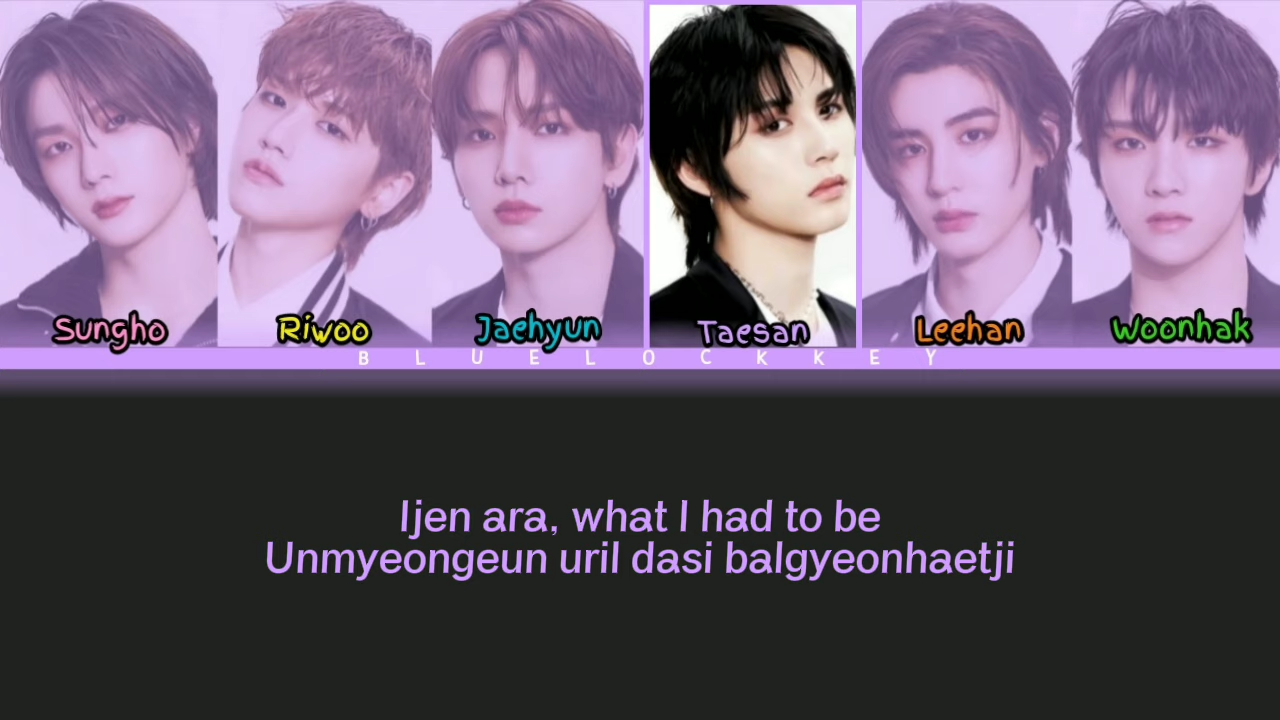 Sungho
Riwoo
Jaehyun
Taesan
Leehan
Woonhak
BLUELOCKKEY
Ijen ara, what I had to be
Unmyeongeun uril dasi balgyeonhaetji